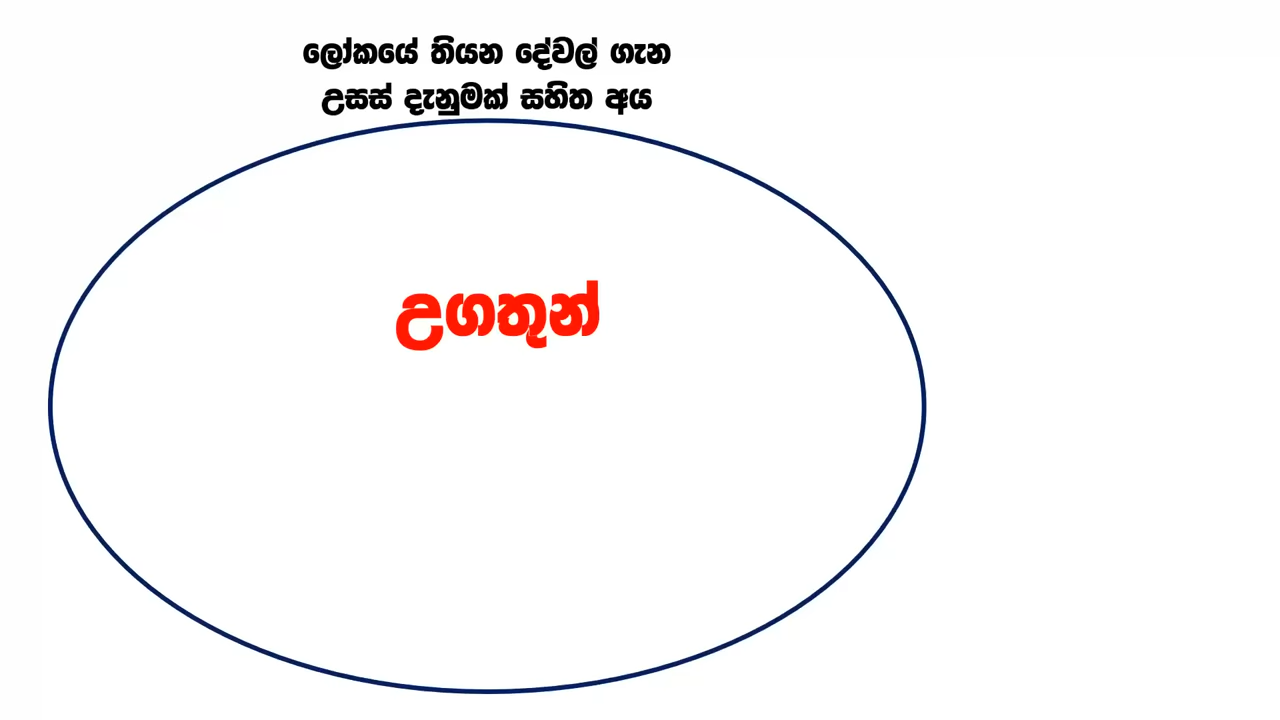 ලෝකයේ තියන දේවල් ගැන
උසස් දැනුමක් සහිත අය
උගතුන්